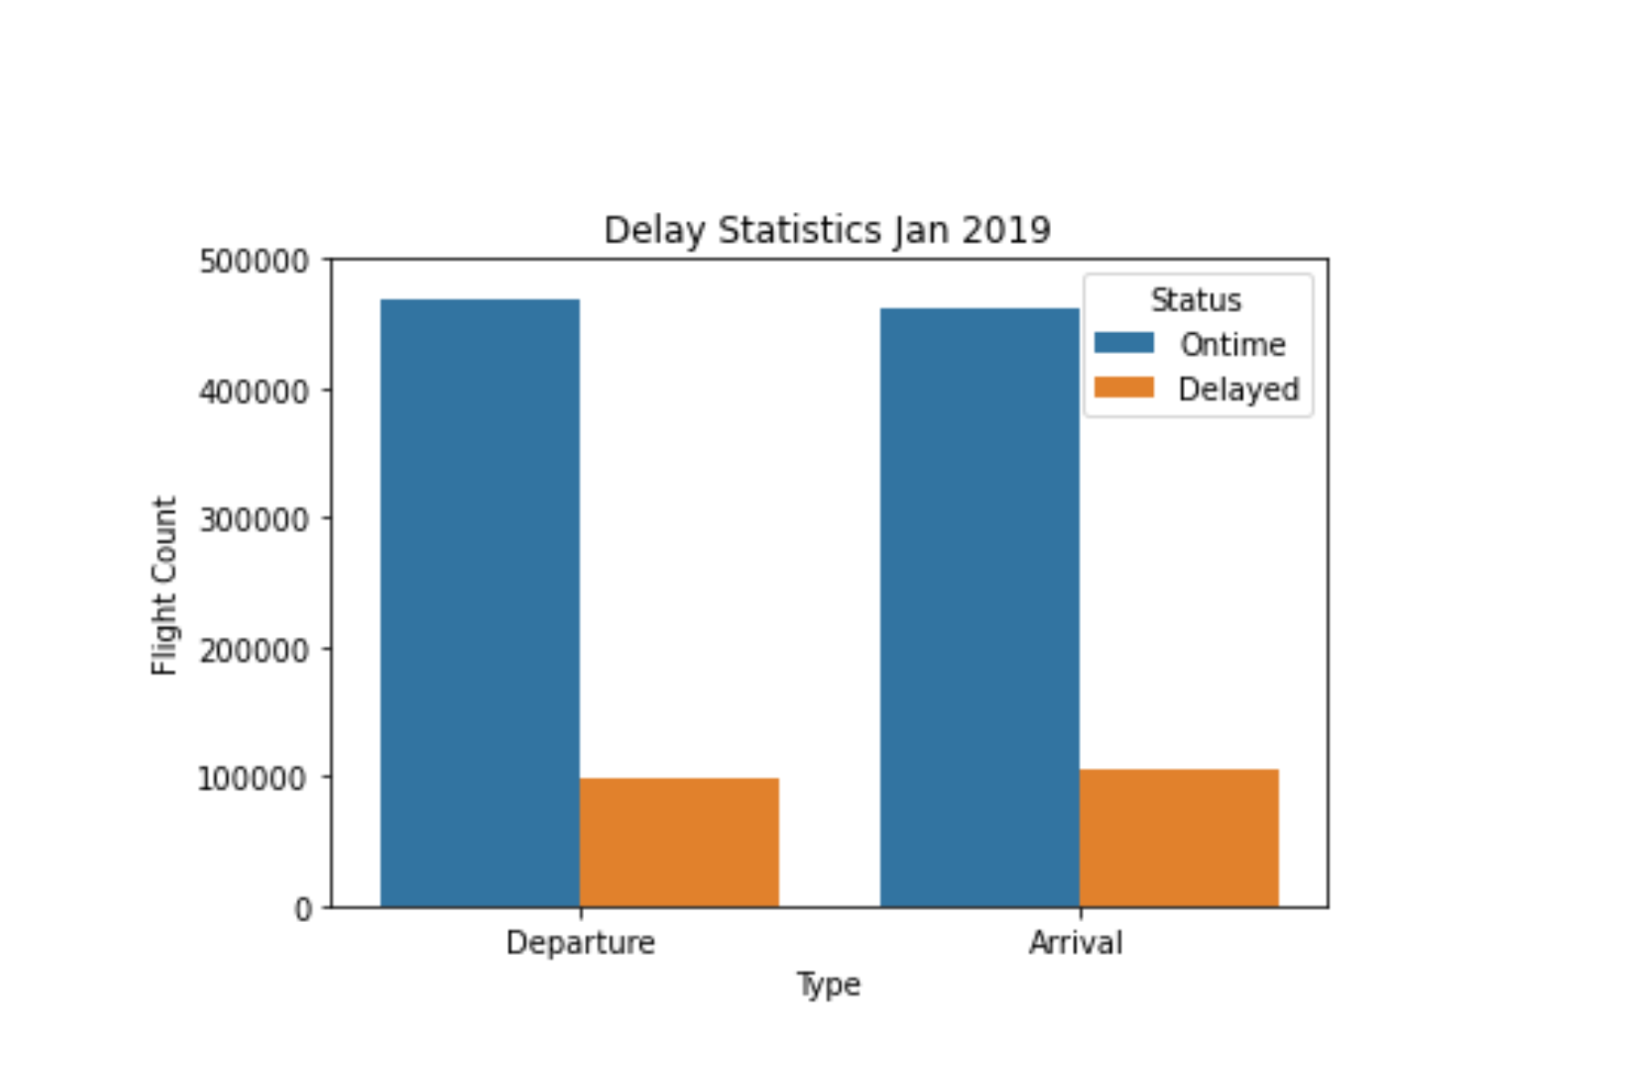 Delay Statistics Jan 2019
500000
400000
300000
200000
100000
0
Flight Count
Status
Ontime
Delayed
Departure
Arrival
Type